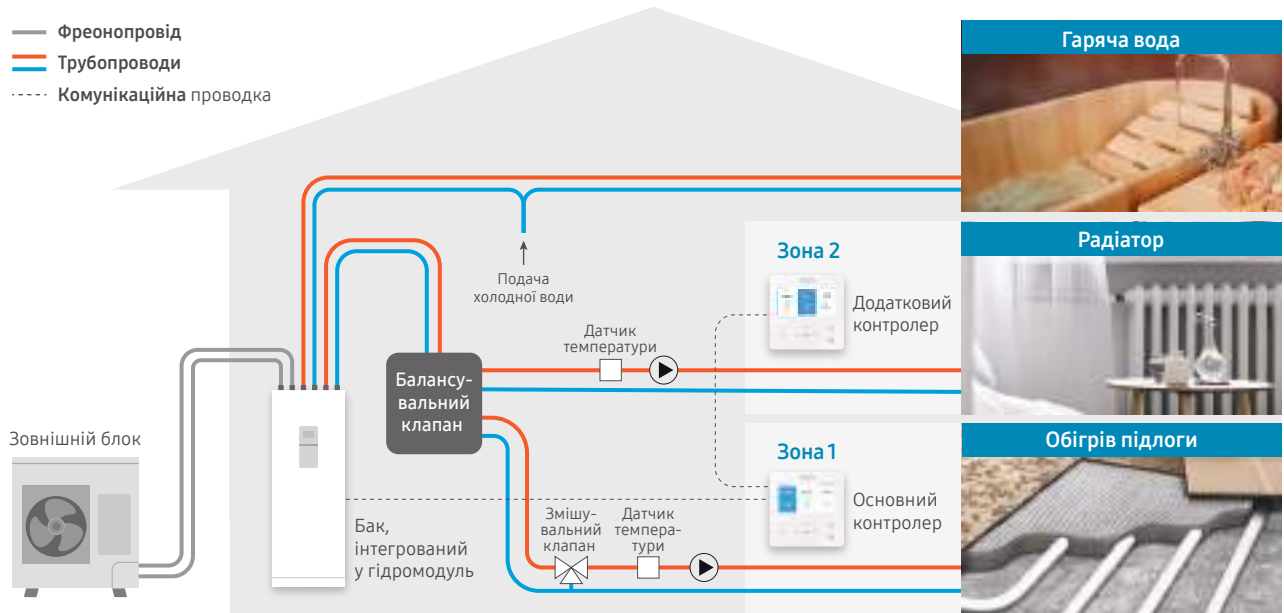 Фреонопровід
Трубопроводи
Комунікаційна проводка
Гаряча вода
Подача
холодної води
Зона 2
Додатковий
контролер
Радіатор
Датчик
температури
Балансу-
вальний
клапан
Зовнішній блок
Зона 1
Основний
контролер
Обігрів підлоги
Бак,
інтегрований
у гідромодуль
Змішу-
вальний
клапан
Датчик
темпера-
тури